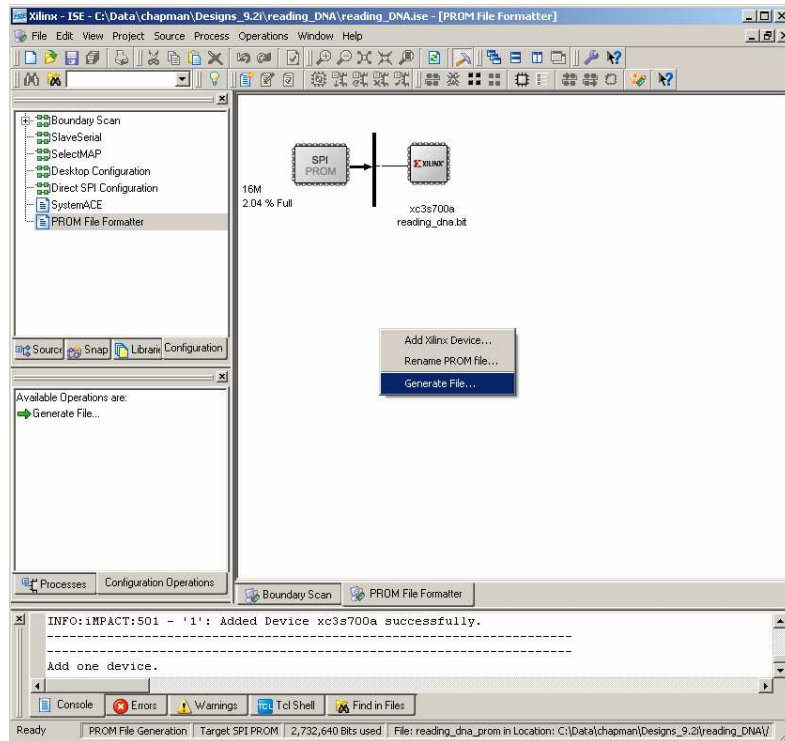 Xilinx - ISE - C:\Data\chapman\Designs_9.2i\reading_DNA\reading_DNA.ise - [PROM File Formatter]
File Edit View Project Source Process Operations Window Help
Boundary Scan
SlaveSerial
SelectMAP
Desktop Configuration
Direct SPI Configuration
SystemACE
PROM File Formatter
SPI
PROM
XILINX
16M
2.04 % Full
xc3s700a
reading_dna.bit
Add Xilinx Device...
Rename PROM file...
Generate File...
Sourc Snap Librarie Configuration
Available Operations are:
Generate File...
Processes Configuration Operations
Boundary Scan PROM File Formatter
INFO:iMPACT:501 - '1': Added Device xc3s700a successfully.
----------------------------------------------------------------------
----------------------------------------------------------------------
Add one device.
Console Errors Warnings TCL Tcl Shell Find in Files
Ready PROM File Generation Target SPI PROM 2,732,640 Bits used File: reading_dna_prom in Location: C:\Data\chapman\Designs_9.2i\reading_DNA\/